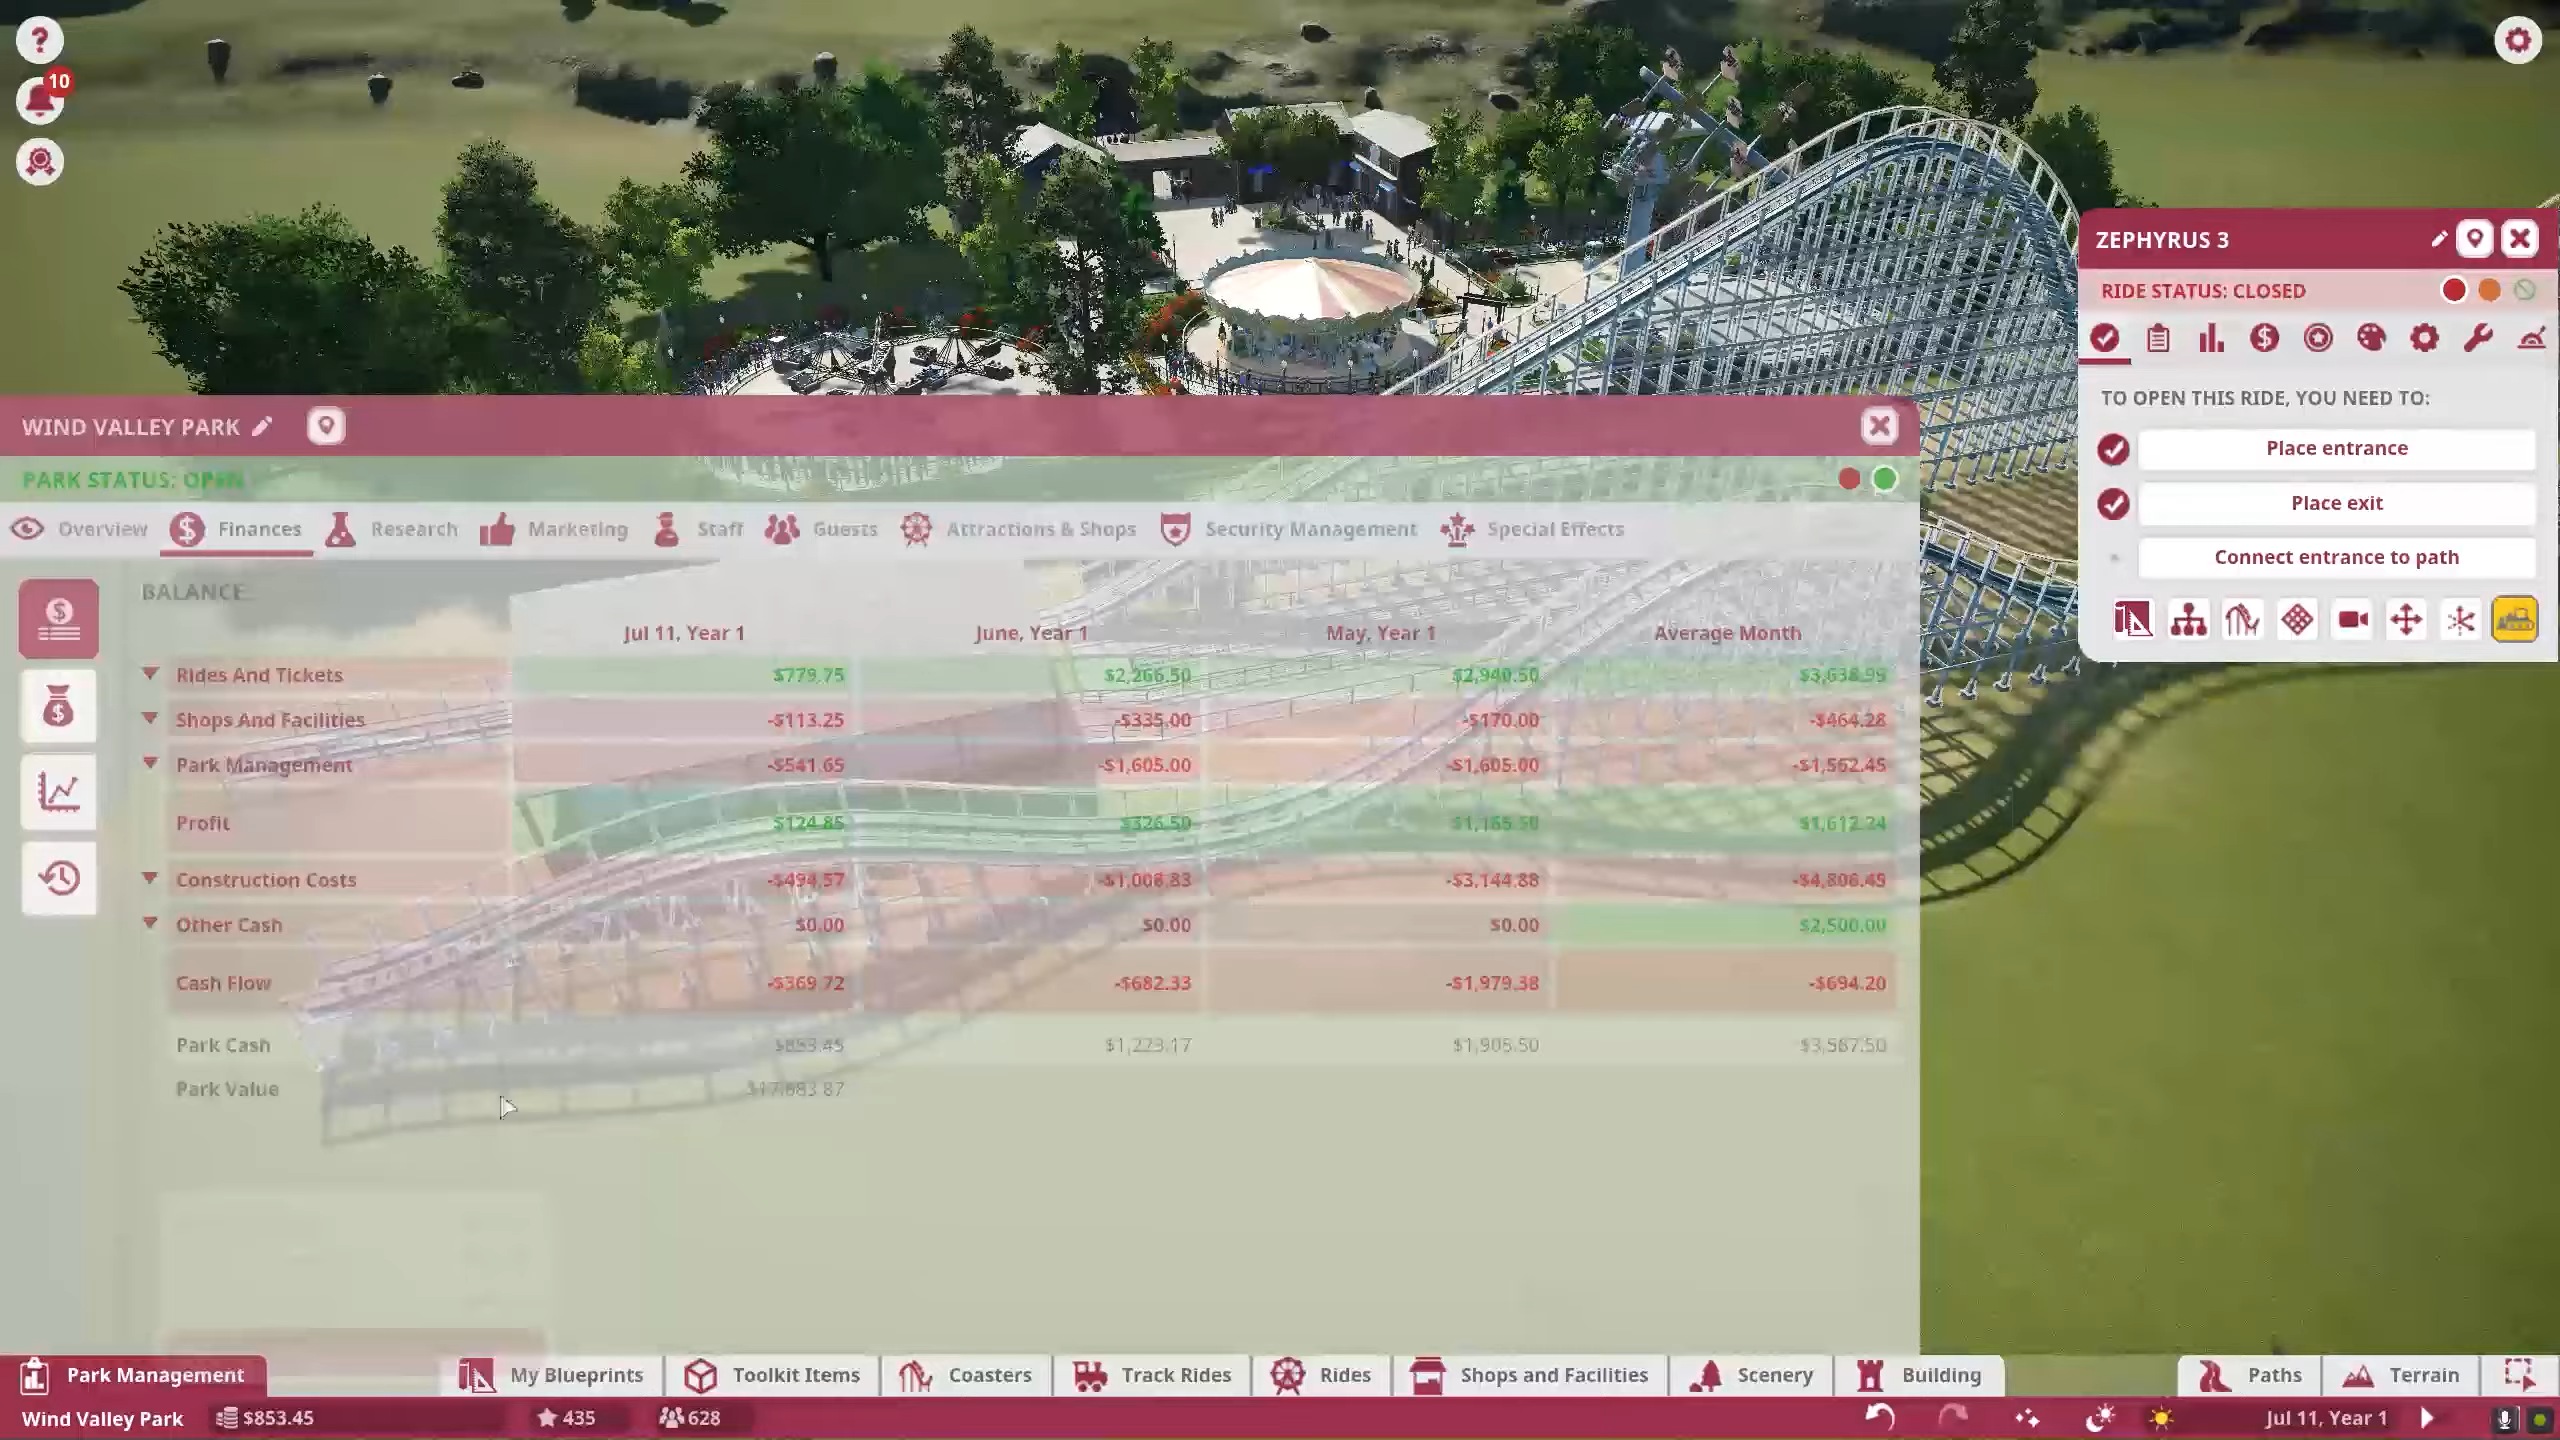 10
ZEPHYRUS 3
RIDE STATUS: CLOSED
TO OPEN THIS RIDE, YOU NEED TO:
Place entrance
Place exit
Connect entrance to path
WIND VALLEY PARK
PARK STATUS: OPEN
Overview Finances Research Marketing Staff Guests Attractions & Shops Security Management Special Effects
BALANCE
Jul 11, Year 1 June, Year 1 May, Year 1 Average Month
Rides And Tickets $779.75 $2,266.50 $2,940.50 $3,638.99
Shops And Facilities -$113.25 -$335.00 -$170.00 -$464.28
Park Management -$541.65 -$1,605.00 -$1,605.00 -$1,562.45
Profit $124.85 $326.50 $1,165.50 $1,612.24
Construction Costs -$494.57 -$1,008.83 -$3,144.88 -$4,806.45
Other Cash $0.00 $0.00 $0.00 $2,500.00
Cash Flow -$369.72 -$682.33 -$1,979.38 -$694.20
Park Cash $853.45 $1,223.17 $1,905.50 $3,567.50
Park Value
Park Management My Blueprints Toolkit Items Coasters Track Rides Rides Shops and Facilities Scenery Building Paths Terrain
Wind Valley Park $853.45 435 628 Jul 11, Year 1